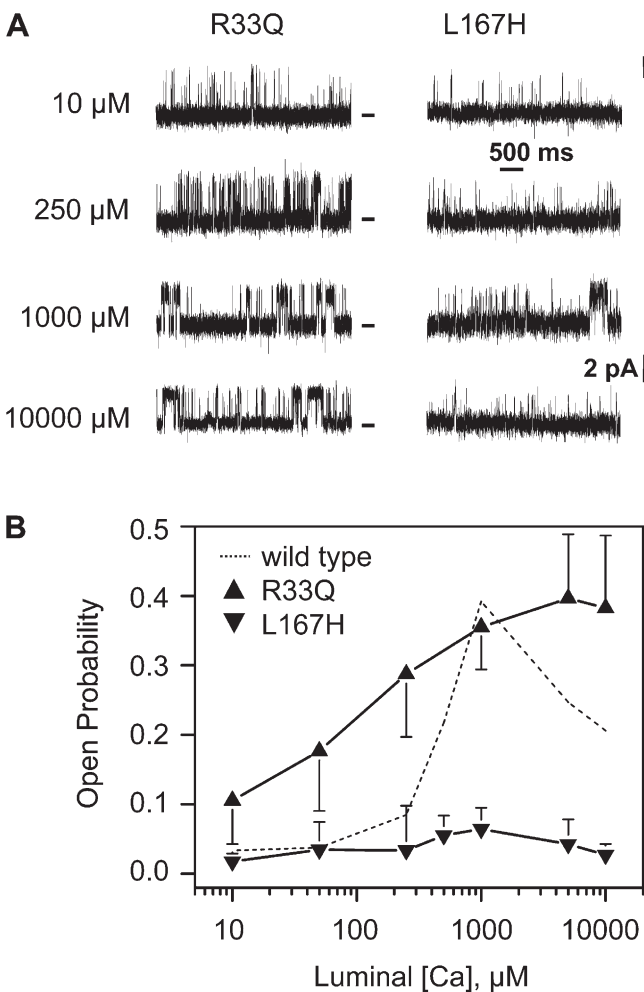 A
R33Q L167H
10 µM
500 ms
250 µM
1000 µM
2 pA
10000 µM
B
0.5
0.4
0.3
0.2
0.1
0.0
Open Probability
wild type
R33Q
L167H
10 100 1000 10000
Luminal [Ca], µM